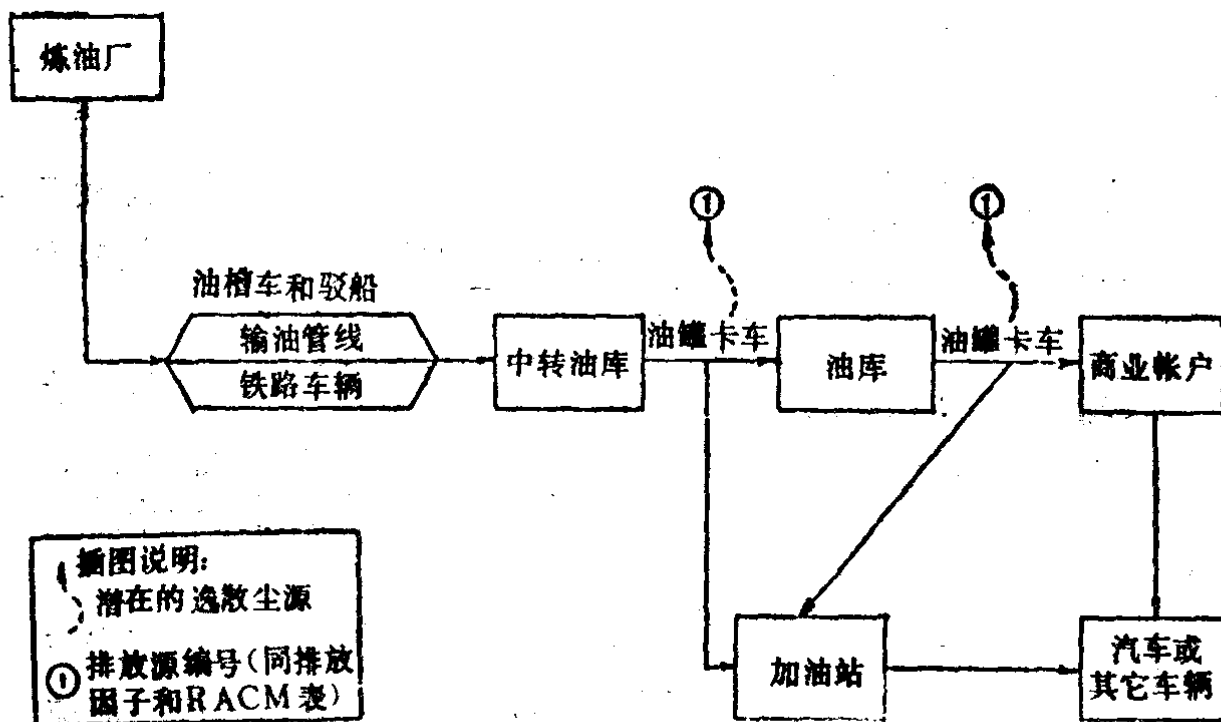 炼油厂
①
①
油槽车和驳船
输油管线
铁路车辆
中转油库
油罐卡车
油库
油罐卡车
商业帐户
插图说明:
潜在的逸散尘源
①排放源编号(同排放
因子和RACM表)
加油站
汽车或
其它车辆